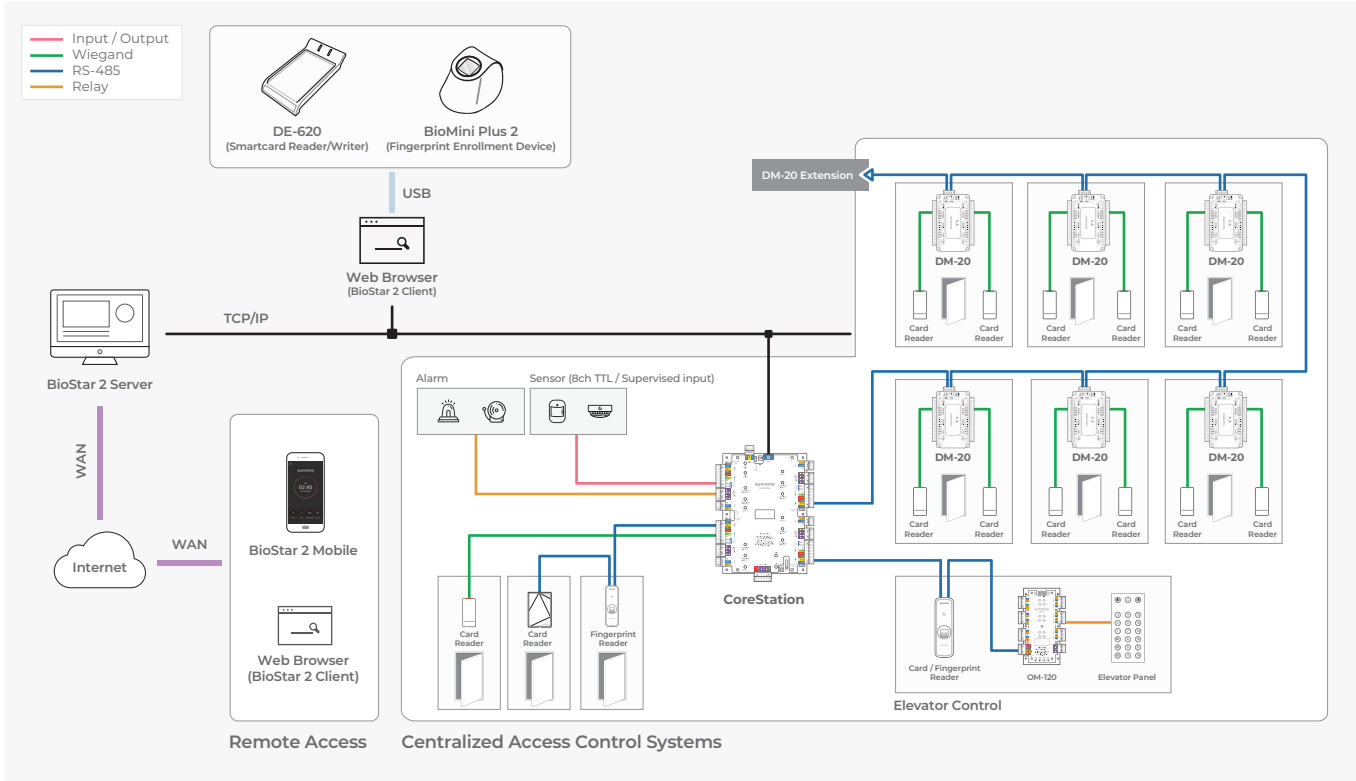 Input / Output
Wiegand
RS-485
Relay
DE-620
(Smartcard Reader/Writer)
BioMini Plus 2
(Fingerprint Enrollment Device)
USB
Web Browser
(BioStar 2 Client)
TCP/IP
BioStar 2 Server
WAN
Internet
WAN
BioStar 2 Mobile
Web Browser
(BioStar 2 Client)
Remote Access
DM-20 Extension
DM-20
Card
Reader
Card
Reader
DM-20
Card
Reader
Card
Reader
DM-20
Card
Reader
Card
Reader
DM-20
Card
Reader
Card
Reader
DM-20
Card
Reader
Card
Reader
DM-20
Card
Reader
Card
Reader
Alarm
Sensor (8ch TTL / Supervised input)
CoreStation
Card
Reader
Card
Reader
Fingerprint
Reader
Card / Fingerprint
Reader
OM-120
Elevator Panel
Elevator Control
Centralized Access Control Systems